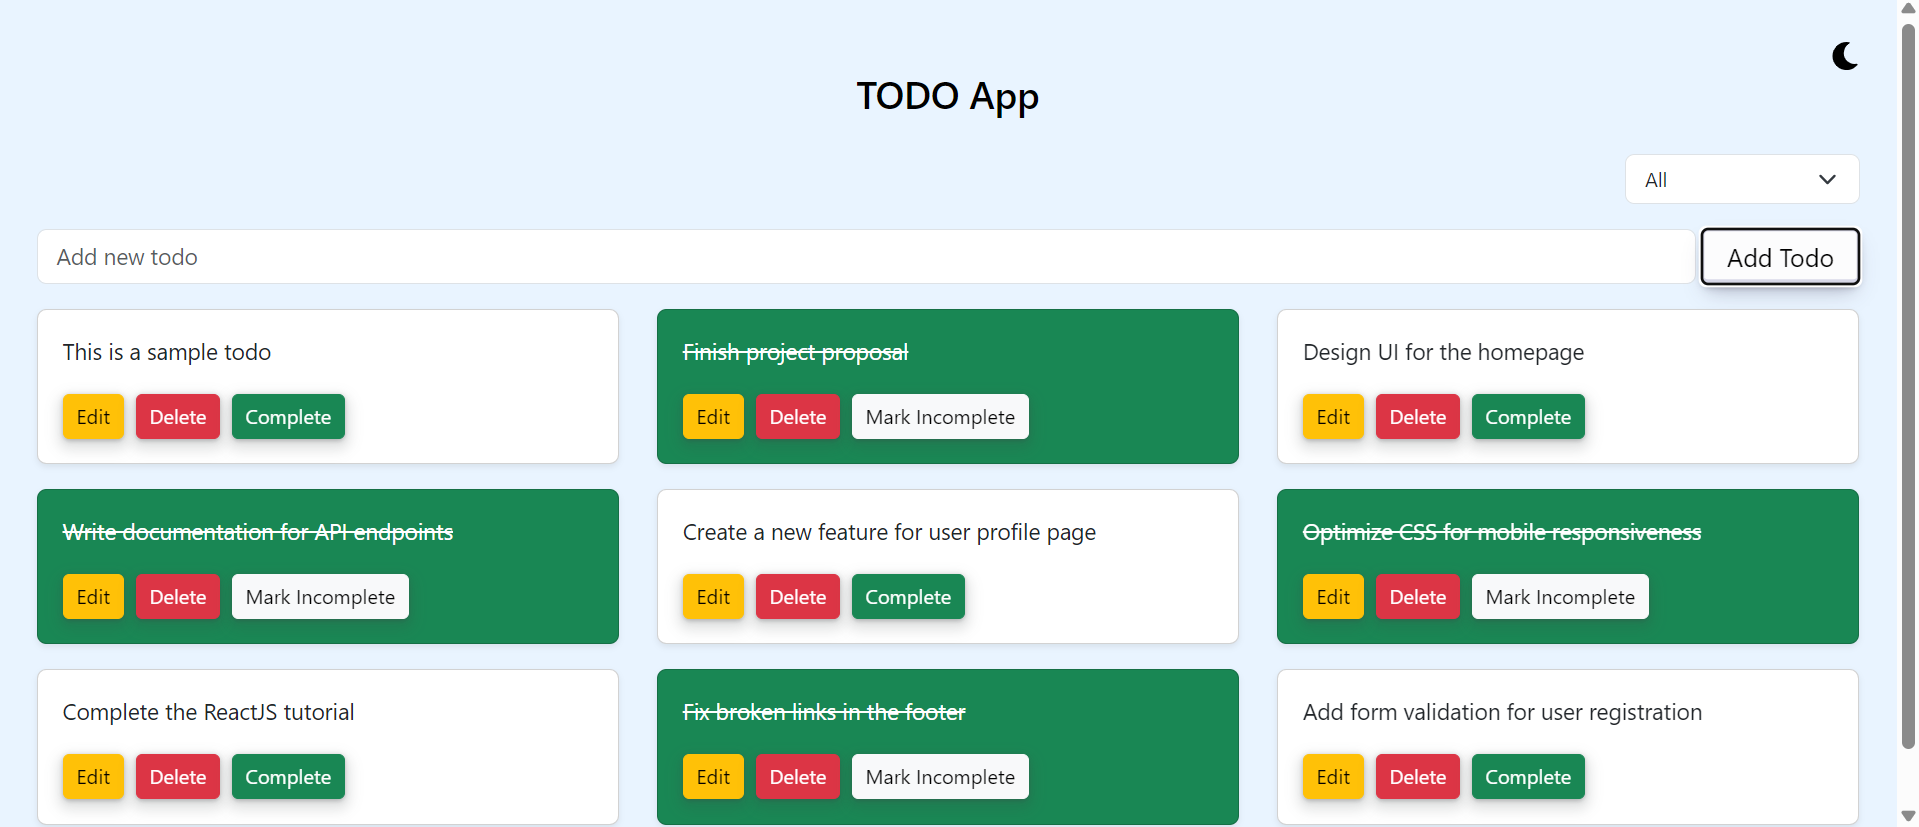 TODO App
All
Add new todo
Add Todo
This is a sample todo
Edit Delete Complete
Finish project proposal
Edit Delete Mark Incomplete
Design UI for the homepage
Edit Delete Complete
Write documentation for API endpoints
Edit Delete Mark Incomplete
Create a new feature for user profile page
Edit Delete Complete
Optimize CSS for mobile responsiveness
Edit Delete Mark Incomplete
Complete the ReactJS tutorial
Edit Delete Complete
Fix broken links in the footer
Edit Delete Mark Incomplete
Add form validation for user registration
Edit Delete Complete